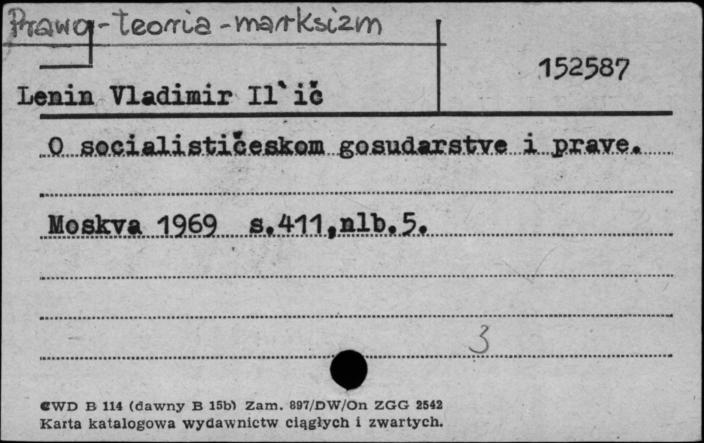 Prawo - teoria - marksizm
152587
Lenin Vladimir Il`ič
O socialističeskom gosudarstve i prave.
Moskva 1969 s.411,nlb.5.
3
CWD B 114 (dawny B 15b) Zam. 897/DW/On ZGG 2542
Karta katalogowa wydawnictw ciągłych i zwartych.